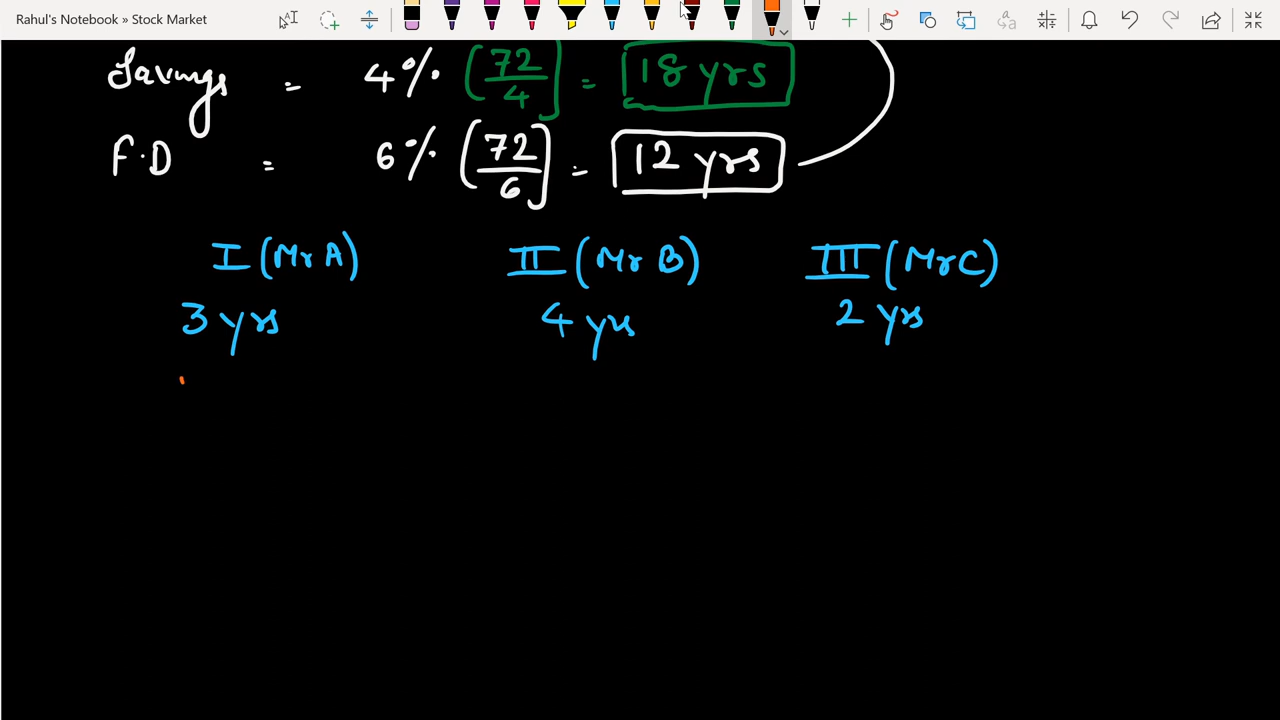 Rahul's Notebook » Stock Market
Savings = 4% [72/4] = 18 yrs
F.D = 6% [72/6] = 12 yrs
I (Mr A) II (Mr B) III (Mr C)
3 yrs 4 yrs 2 yrs